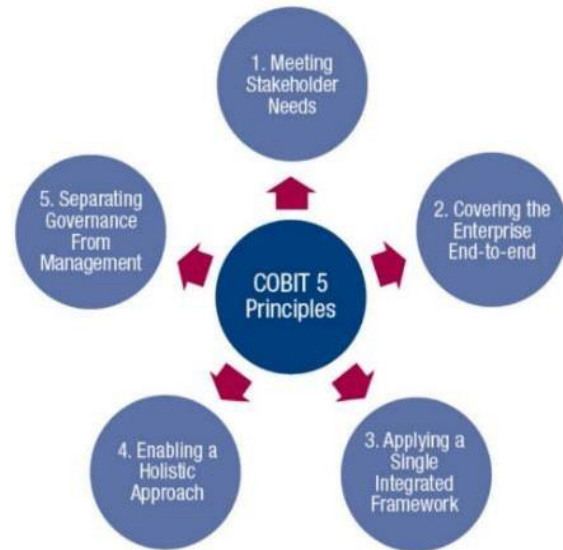 1. Meeting
Stakeholder
Needs
2. Covering the
Enterprise
End-to-end
3. Applying a
Single
Integrated
Framework
4. Enabling a
Holistic
Approach
5. Separating
Governance
From
Management
COBIT 5
Principles